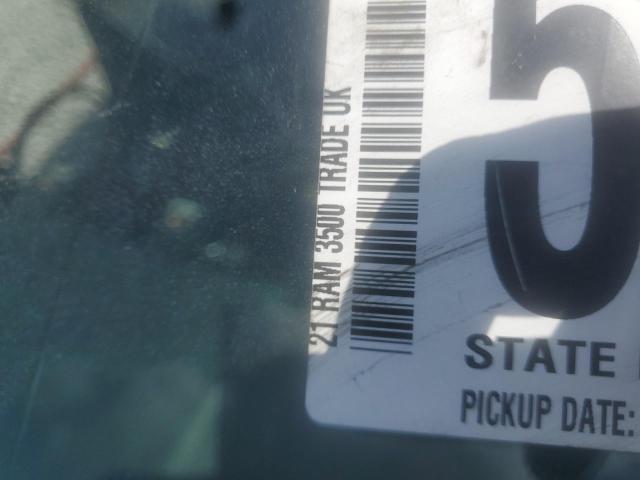 21 RAM 3500 TRADE UK
5
STATE
PICKUP DATE: